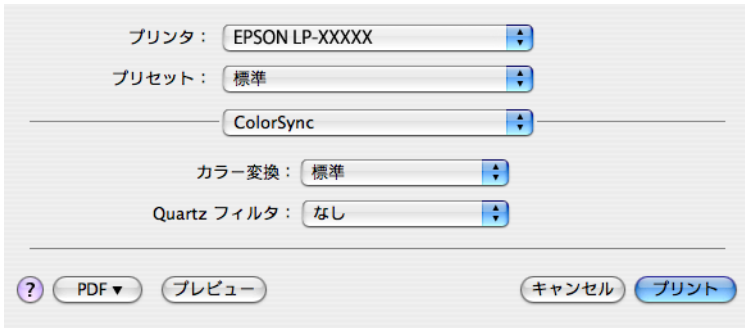 プリンタ： EPSON LP-XXXXX
プリセット： 標準
ColorSync
カラー変換： 標準
Quartz フィルタ： なし
? PDF▼ プレビュー キャンセル プリント